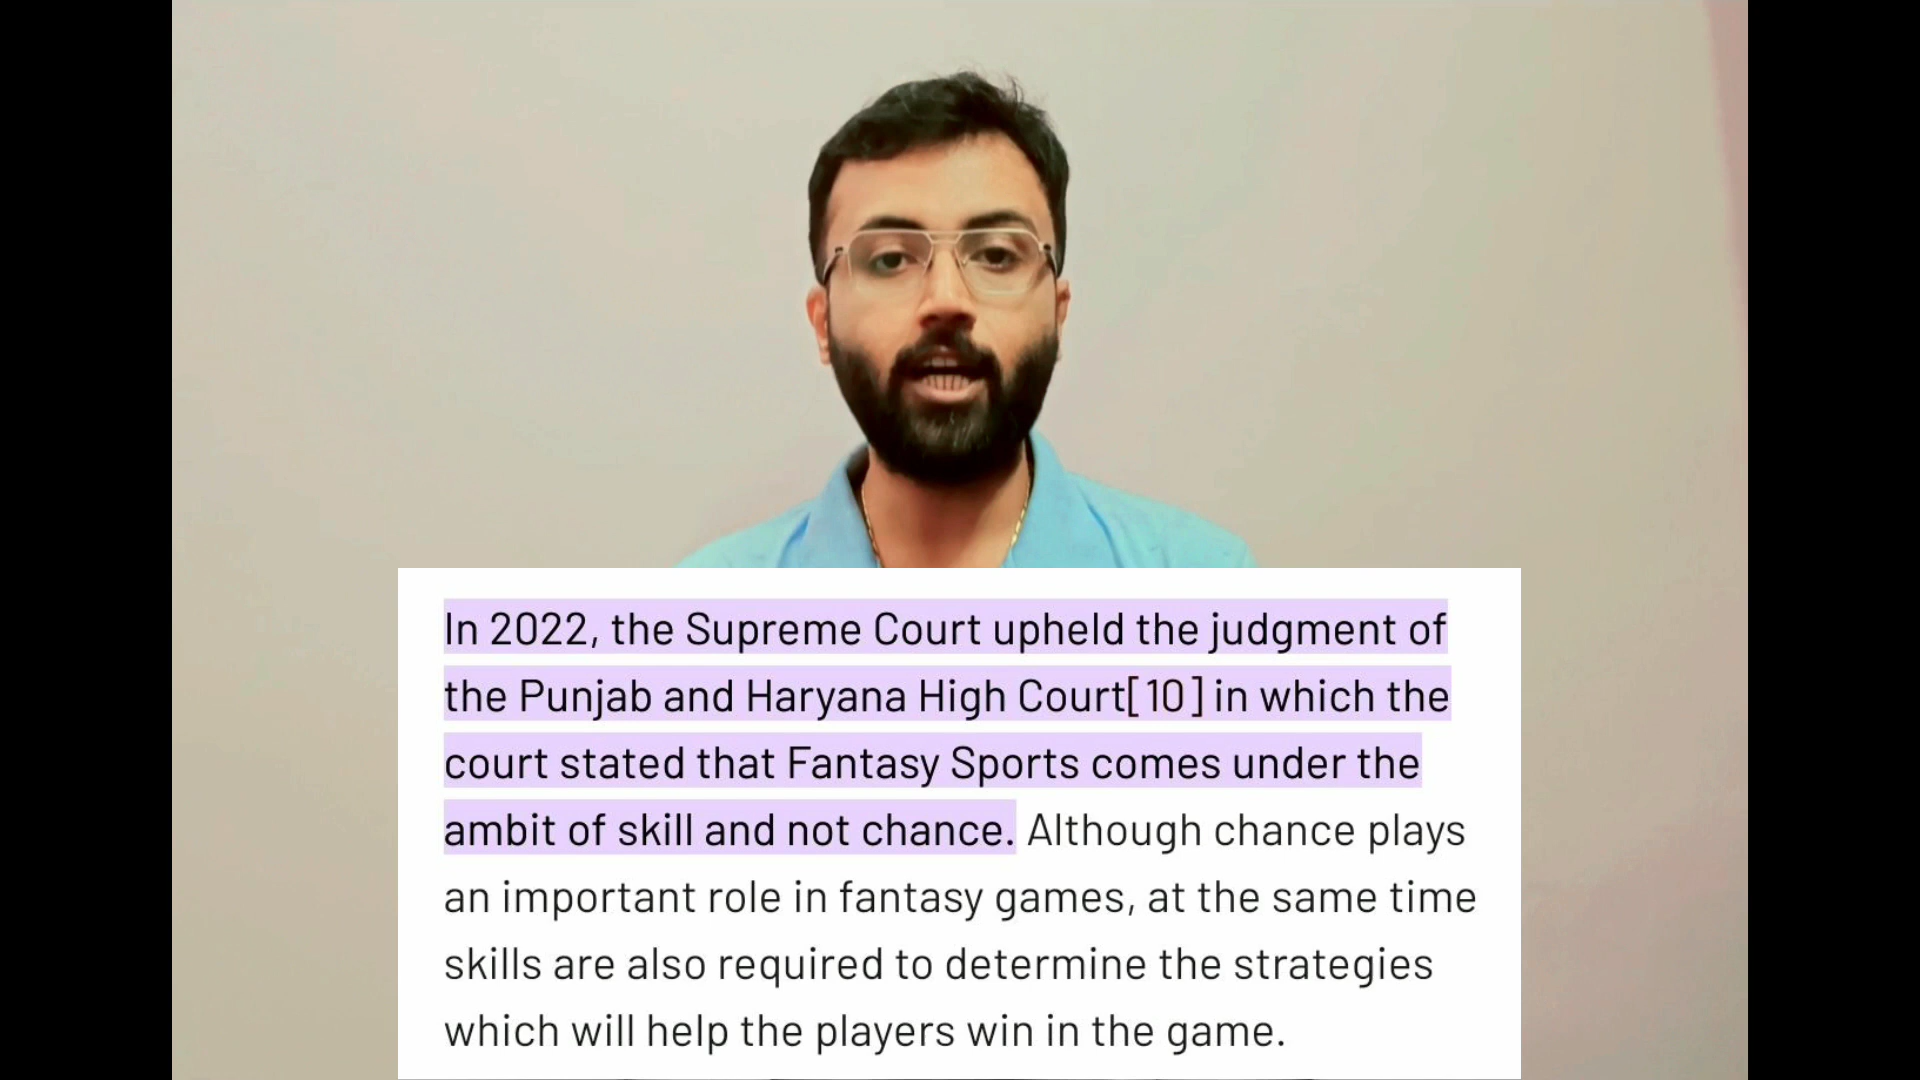 In 2022, the Supreme Court upheld the judgment of
the Punjab and Haryana High Court[10] in which the
court stated that Fantasy Sports comes under the
ambit of skill and not chance. Although chance plays
an important role in fantasy games, at the same time
skills are also required to determine the strategies
which will help the players win in the game.